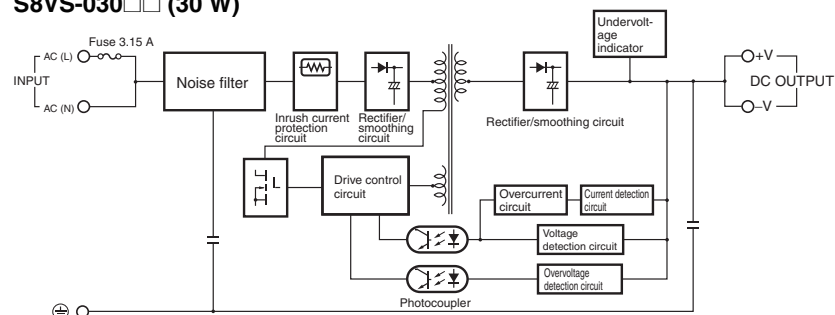 S8VS-030□□ (30 W)
Undervolt-
age
indicator
Fuse 3.15 A
AC (L)
INPUT
AC (N)
Noise filter
Inrush current
protection
circuit
Rectifier/
smoothing
circuit
Rectifier/smoothing circuit
+V
DC OUTPUT
–V
Drive control
circuit
Overcurrent
circuit
Current detection
circuit
Voltage
detection circuit
Overvoltage
detection circuit
Photocoupler